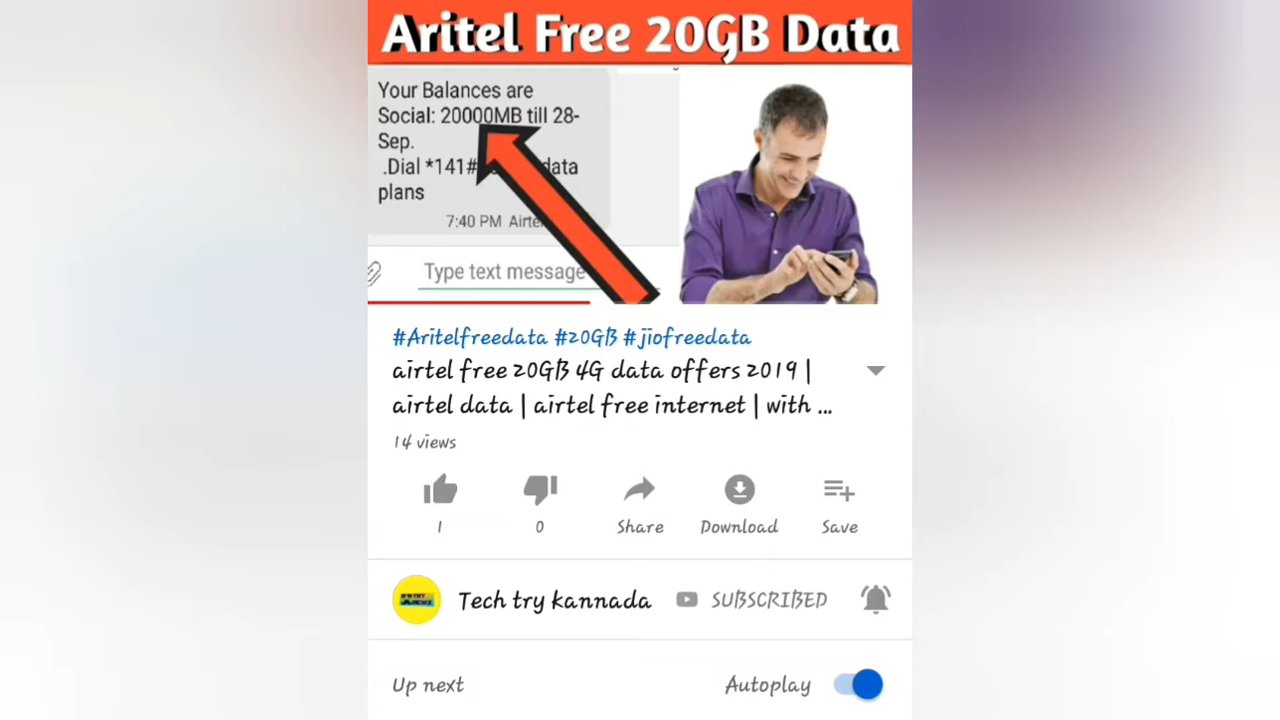 Aritel Free 20GB Data
Your Balances are
Social: 20000MB till 28-
Sep.
.Dial *141# data
plans
7:40 PM
Type text message
#Aritelfreedata #20GB #jiofreedata
airtel free 20GB 4G data offers 2019 |
airtel data | airtel free internet | with ...
14 views
1 0 Share Download Save
Tech try kannada SUBSCRIBED
Up next Autoplay